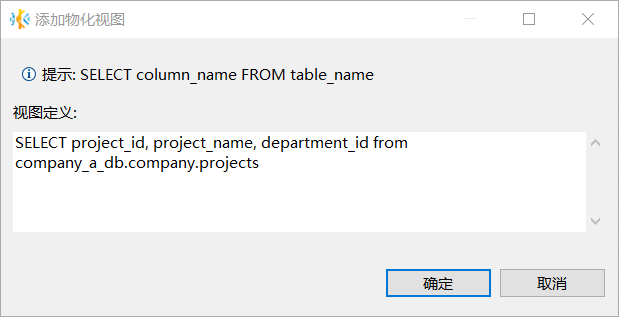 添加物化视图
提示: SELECT column_name FROM table_name
视图定义:
SELECT project_id, project_name, department_id from
company_a_db.company.projects
确定
取消